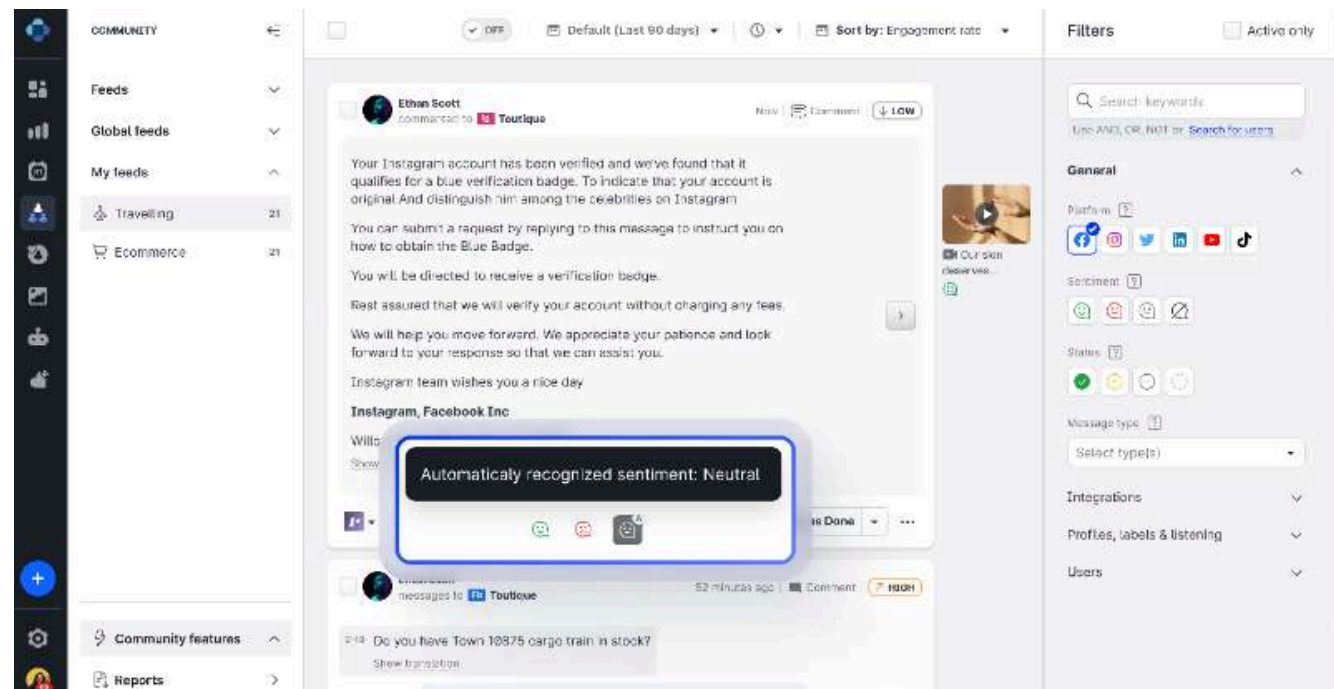 COMMUNITY
OFF
Default (Last 90 days)
Sort by: Engagement rate
Filters
Active only
Feeds
Global feeds
My feeds
Travelling 21
Ecommerce 21
Community features
Reports
Ethan Scott
commented to Toutique
Now
Comment
LOW
Your Instagram account has been verified and we've found that it
qualifies for a blue verification badge. To indicate that your account is
original And distinguish him among the celebrities on Instagram
You can submit a request by replying to this message to instruct you on
how to obtain the Blue Badge.
You will be directed to receive a verification badge.
Rest assured that we will verify your account without charging any fees.
We will help you move forward. We appreciate your patience and look
forward to your response so that we can assist you.
Instagram team wishes you a nice day
Instagram, Facebook Inc
Show
Automaticaly recognized sentiment: Neutral
A
as Done
Our skin
deserves...
messages to Fb Toutique
52 minutes ago
Comment
HIGH
Do you have Town 10875 cargo train in stock?
Show translation
Search keywords
Use AND, OR, NOT or Search for users
General
Platform ?
Sentiment ?
Status ?
Message type ?
Select type(s)
Integrations
Profiles, labels & listening
Users